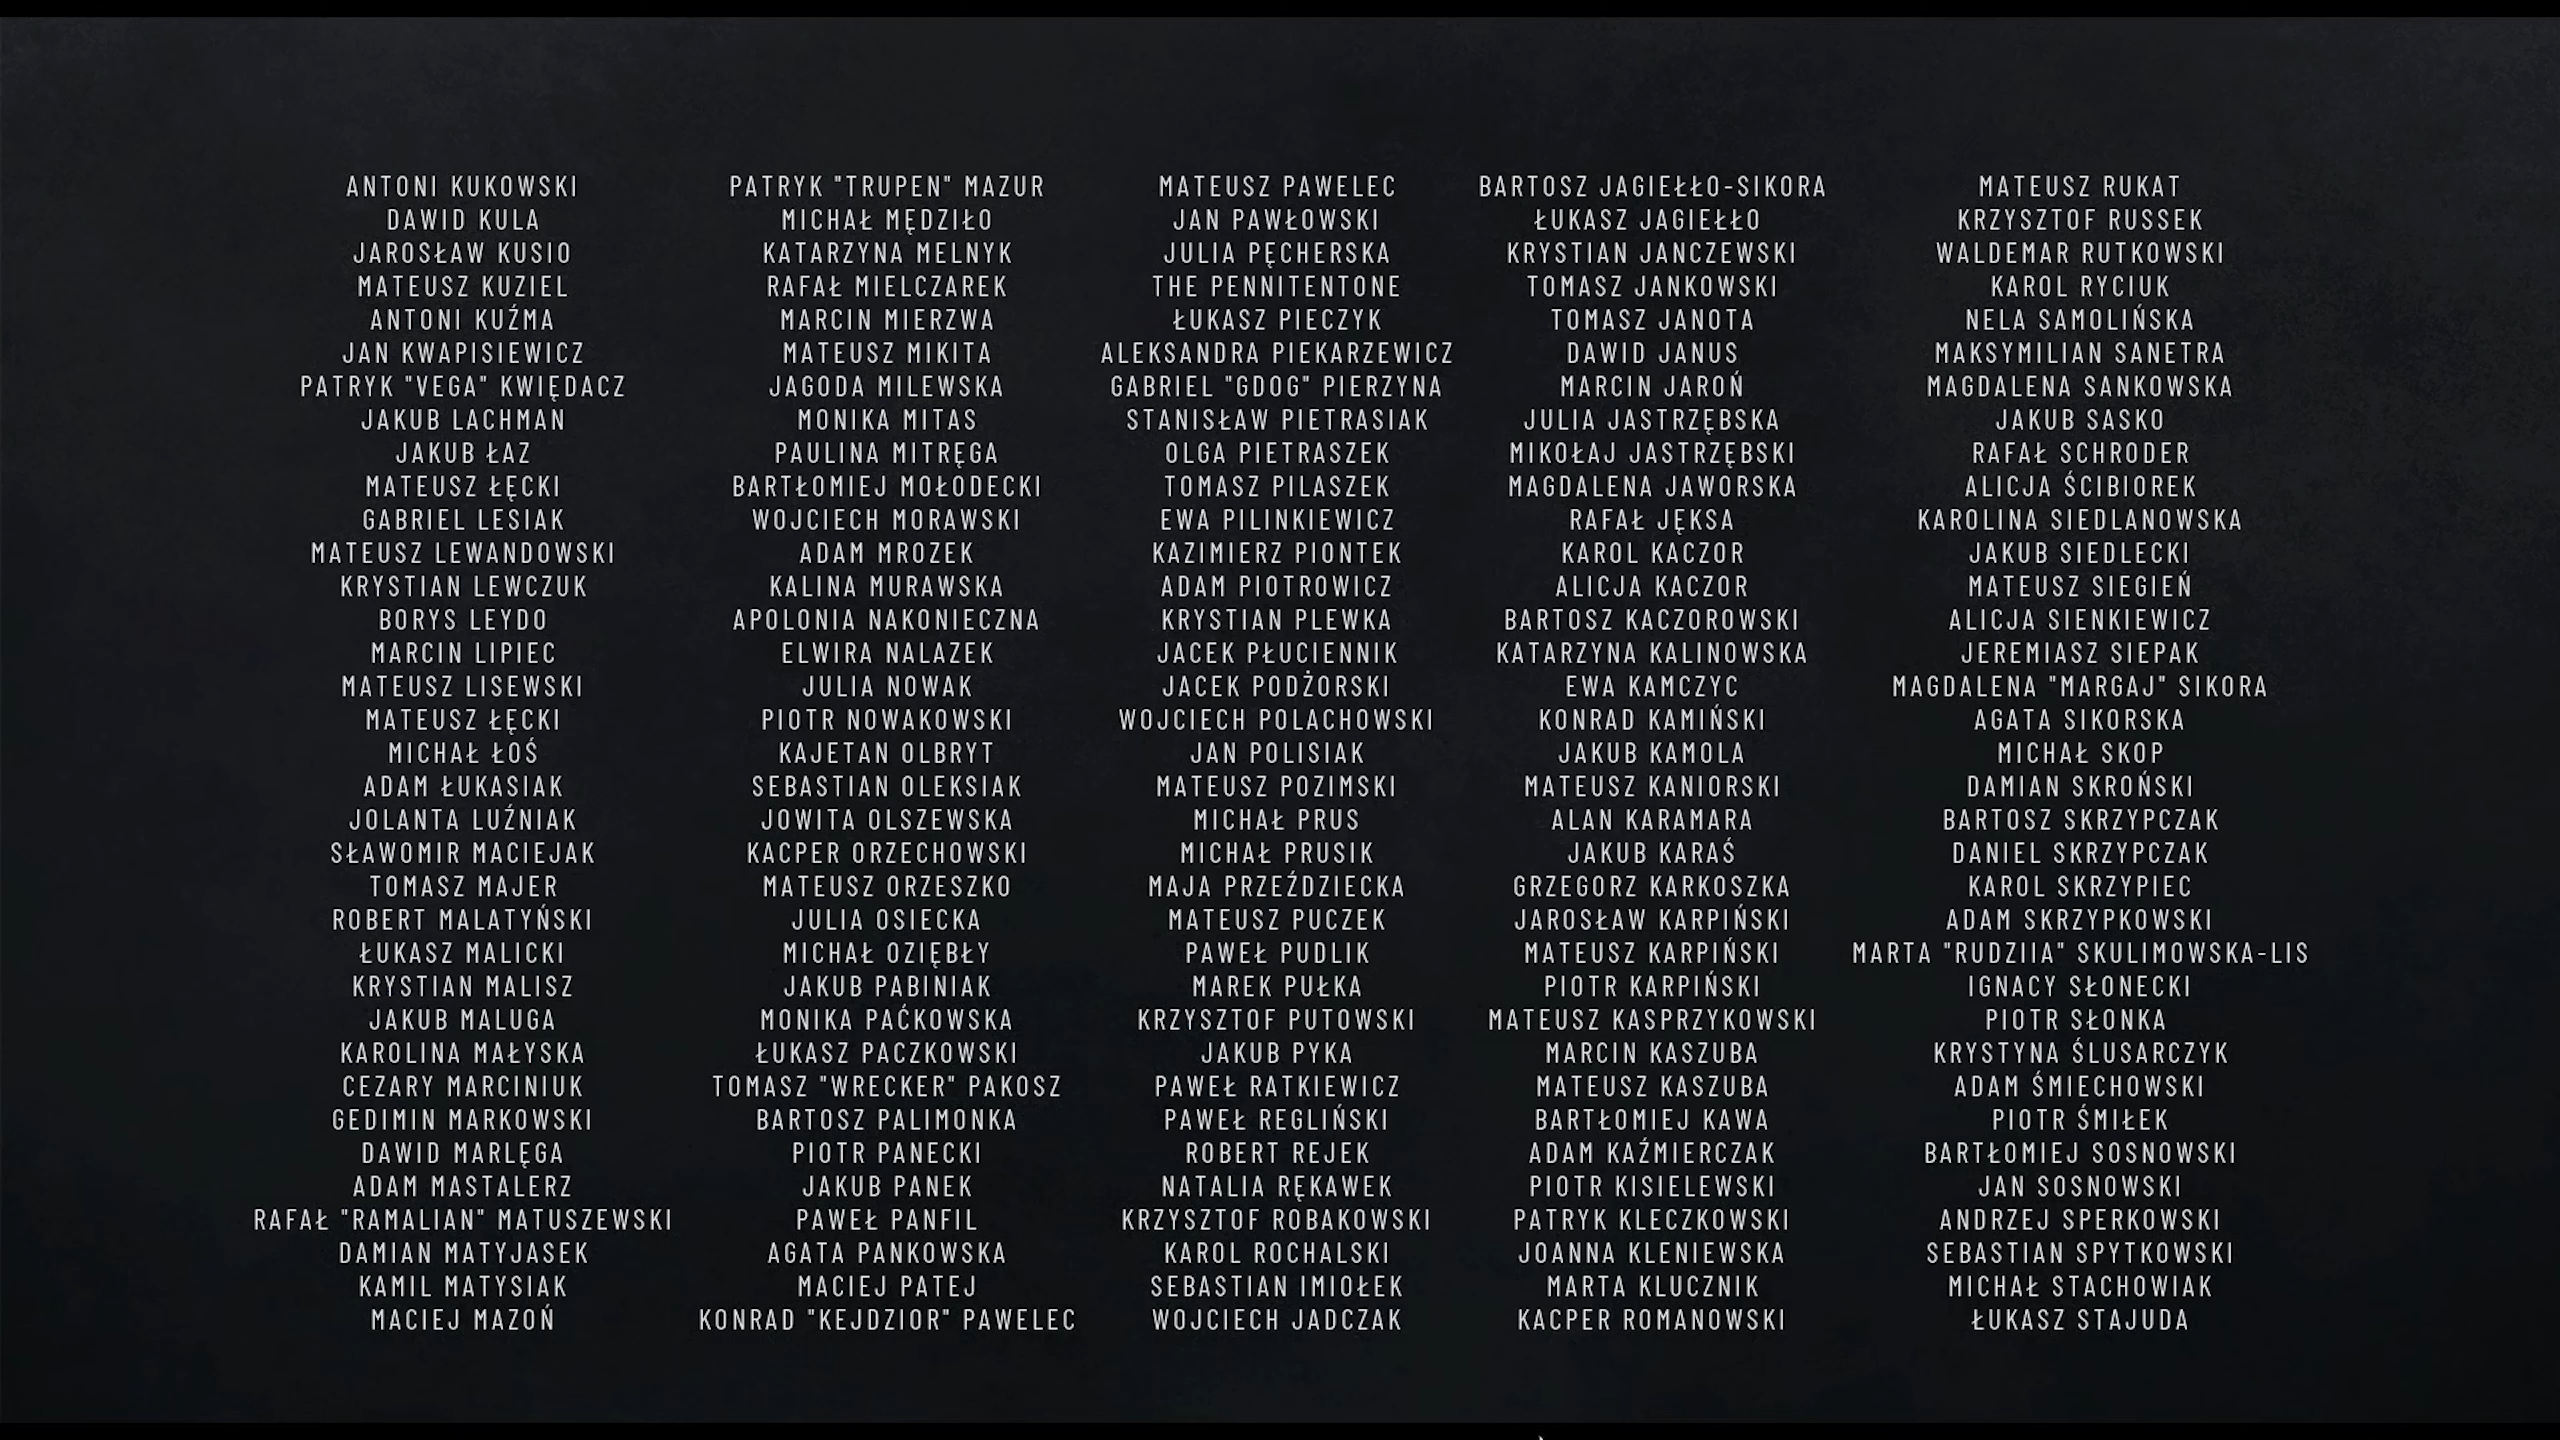 ANTONI KUKOWSKI
DAWID KULA
JAROSŁAW KUSIO
MATEUSZ KUZIEL
ANTONI KUŹMA
JAN KWAPISIEWICZ
PATRYK "VEGA" KWIĘDACZ
JAKUB LACHMAN
JAKUB ŁAZ
MATEUSZ ŁĘCKI
GABRIEL LESIAK
MATEUSZ LEWANDOWSKI
KRYSTIAN LEWCZUK
BORYS LEYDO
MARCIN LIPIEC
MATEUSZ LISEWSKI
MATEUSZ ŁĘCKI
MICHAŁ ŁOŚ
ADAM ŁUKASIAK
JOLANTA LUŹNIAK
SŁAWOMIR MACIEJAK
TOMASZ MAJER
ROBERT MALATYŃSKI
ŁUKASZ MALICKI
KRYSTIAN MALISZ
JAKUB MALUGA
KAROLINA MAŁYSKA
CEZARY MARCINIUK
GEDIMIN MARKOWSKI
DAWID MARLĘGA
ADAM MASTALERZ
RAFAŁ "RAMALIAN" MATUSZEWSKI
DAMIAN MATYJASEK
KAMIL MATYSIAK
MACIEJ MAZOŃ
PATRYK "TRUPEN" MAZUR
MICHAŁ MĘDZIŁO
KATARZYNA MELNYK
RAFAŁ MIELCZAREK
MARCIN MIERZWA
MATEUSZ MIKITA
JAGODA MILEWSKA
MONIKA MITAS
PAULINA MITRĘGA
BARTŁOMIEJ MOŁODECKI
WOJCIECH MORAWSKI
ADAM MROZEK
KALINA MURAWSKA
APOLONIA NAKONIECZNA
ELWIRA NALAZEK
JULIA NOWAK
PIOTR NOWAKOWSKI
KAJETAN OLBRYT
SEBASTIAN OLEKSIAK
JOWITA OLSZEWSKA
KACPER ORZECHOWSKI
MATEUSZ ORZESZKO
JULIA OSIECKA
MICHAŁ OZIĘBŁY
JAKUB PABINIAK
MONIKA PAĆKOWSKA
ŁUKASZ PACZKOWSKI
TOMASZ "WRECKER" PAKOSZ
BARTOSZ PALIMONKA
PIOTR PANECKI
JAKUB PANEK
PAWEŁ PANFIL
AGATA PANKOWSKA
MACIEJ PATEJ
KONRAD "KEJDZIOR" PAWELEC
MATEUSZ PAWELEC
JAN PAWŁOWSKI
JULIA PĘCHERSKA
THE PENNITENTONE
ŁUKASZ PIECZYK
ALEKSANDRA PIEKARZEWICZ
GABRIEL "GDOG" PIERZYNA
STANISŁAW PIETRASIAK
OLGA PIETRASZEK
TOMASZ PILASZEK
EWA PILINKIEWICZ
KAZIMIERZ PIONTEK
ADAM PIOTROWICZ
KRYSTIAN PLEWKA
JACEK PŁUCIENNIK
JACEK PODŻORSKI
WOJCIECH POLACHOWSKI
JAN POLISIAK
MATEUSZ POZIMSKI
MICHAŁ PRUS
MICHAŁ PRUSIK
MAJA PRZEŹDZIECKA
MATEUSZ PUCZEK
PAWEŁ PUDLIK
MAREK PUŁKA
KRZYSZTOF PUTOWSKI
JAKUB PYKA
PAWEŁ RATKIEWICZ
PAWEŁ REGLIŃSKI
ROBERT REJEK
NATALIA RĘKAWEK
KRZYSZTOF ROBAKOWSKI
KAROL ROCHALSKI
SEBASTIAN IMIOŁEK
WOJCIECH JADCZAK
BARTOSZ JAGIEŁŁO-SIKORA
ŁUKASZ JAGIEŁŁO
KRYSTIAN JANCZEWSKI
TOMASZ JANKOWSKI
TOMASZ JANOTA
DAWID JANUS
MARCIN JAROŃ
JULIA JASTRZĘBSKA
MIKOŁAJ JASTRZĘBSKI
MAGDALENA JAWORSKA
RAFAŁ JĘKSA
KAROL KACZOR
ALICJA KACZOR
BARTOSZ KACZOROWSKI
KATARZYNA KALINOWSKA
EWA KAMCZYC
KONRAD KAMIŃSKI
JAKUB KAMOLA
MATEUSZ KANIORSKI
ALAN KARAMARA
JAKUB KARAŚ
GRZEGORZ KARKOSZKA
JAROSŁAW KARPIŃSKI
MATEUSZ KARPIŃSKI
PIOTR KARPIŃSKI
MATEUSZ KASPRZYKOWSKI
MARCIN KASZUBA
MATEUSZ KASZUBA
BARTŁOMIEJ KAWA
ADAM KAŹMIERCZAK
PIOTR KISIELEWSKI
PATRYK KLECZKOWSKI
JOANNA KLENIEWSKA
MARTA KLUCZNIK
KACPER ROMANOWSKI
MATEUSZ RUKAT
KRZYSZTOF RUSSEK
WALDEMAR RUTKOWSKI
KAROL RYCIUK
NELA SAMOLIŃSKA
MAKSYMILIAN SANETRA
MAGDALENA SANKOWSKA
JAKUB SASKO
RAFAŁ SCHRODER
ALICJA ŚCIBIOREK
KAROLINA SIEDLANOWSKA
JAKUB SIEDLECKI
MATEUSZ SIEGIEŃ
ALICJA SIENKIEWICZ
JEREMIASZ SIEPAK
MAGDALENA "MARGAJ" SIKORA
AGATA SIKORSKA
MICHAŁ SKOP
DAMIAN SKROŃSKI
BARTOSZ SKRZYPCZAK
DANIEL SKRZYPCZAK
KAROL SKRZYPIEC
ADAM SKRZYPKOWSKI
MARTA "RUDZIIA" SKULIMOWSKA-LIS
IGNACY SŁONECKI
PIOTR SŁONKA
KRYSTYNA ŚLUSARCZYK
ADAM ŚMIECHOWSKI
PIOTR ŚMIŁEK
BARTŁOMIEJ SOSNOWSKI
JAN SOSNOWSKI
ANDRZEJ SPERKOWSKI
SEBASTIAN SPYTKOWSKI
MICHAŁ STACHOWIAK
ŁUKASZ STAJUDA